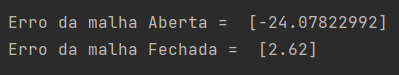 Erro da malha Aberta =  [-24.07822992]
Erro da malha Fechada =  [2.62]